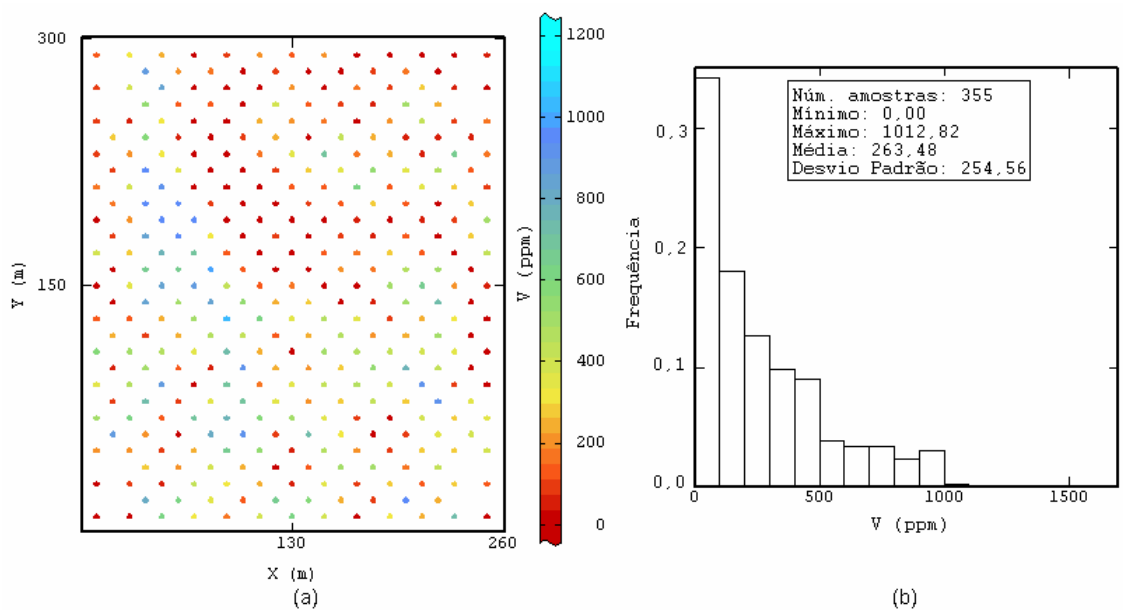 300
150
Y (m)
130
260
X (m)
(a)
1200
1000
800
600
400
200
0
V (ppm)
Núm. amostras: 355
Mínimo: 0,00
Máximo: 1012,82
Média: 263,48
Desvio Padrão: 254,56
0,3
0,2
0,1
0,0
Frequência
0
500
1000
1500
V (ppm)
(b)